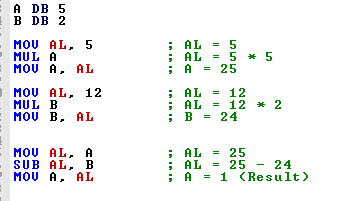 A DB 5
B DB 2
MOV AL, 5 ; AL = 5
MUL A ; AL = 5 * 5
MOV A, AL ; A = 25
MOV AL, 12 ; AL = 12
MUL B ; AL = 12 * 2
MOV B, AL ; B = 24
MOV AL, A ; AL = 25
SUB AL, B ; AL = 25 - 24
MOV A, AL ; A = 1 (Result)